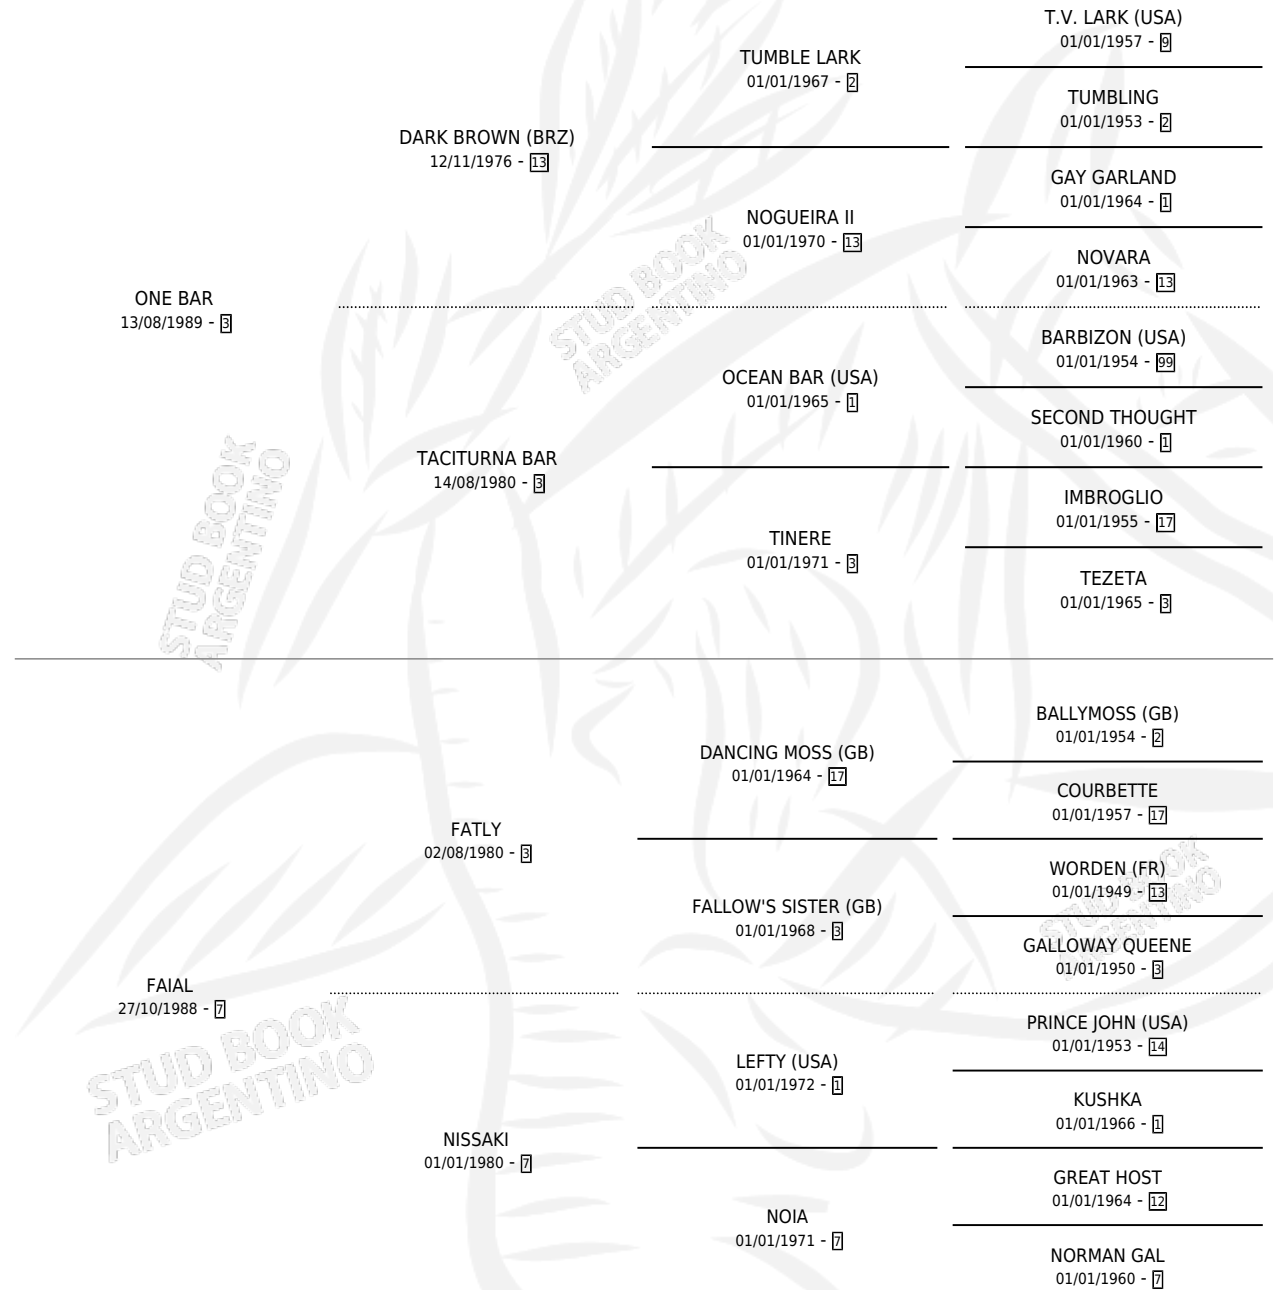 T.V. LARK (USA)
01/01/1957 - 9
TUMBLE LARK
01/01/1967 - 2
TUMBLING
01/01/1953 - 2
DARK BROWN (BRZ)
12/11/1976 - 13
GAY GARLAND
01/01/1964 - 1
NOGUEIRA II
01/01/1970 - 13
NOVARA
01/01/1963 - 13
ONE BAR
13/08/1989 - 3
BARBIZON (USA)
01/01/1954 - 99
OCEAN BAR (USA)
01/01/1965 - 1
SECOND THOUGHT
01/01/1960 - 1
TACITURNA BAR
14/08/1980 - 3
IMBROGLIO
01/01/1955 - 17
TINERE
01/01/1971 - 3
TEZETA
01/01/1965 - 3
STUD BOOK
ARGENTINO
STUD BOOK
ARGENTINO
BALLYMOSS (GB)
01/01/1954 - 2
DANCING MOSS (GB)
01/01/1964 - 17
COURBETTE
01/01/1957 - 17
FATLY
02/08/1980 - 3
WORDEN (FR)
01/01/1949 - 13
FALLOW'S SISTER (GB)
01/01/1968 - 3
GALLOWAY QUEENE
01/01/1950 - 3
FAIAL
27/10/1988 - 7
PRINCE JOHN (USA)
01/01/1953 - 14
LEFTY (USA)
01/01/1972 - 1
KUSHKA
01/01/1966 - 1
NISSAKI
01/01/1980 - 7
GREAT HOST
01/01/1964 - 12
NOIA
01/01/1971 - 7
NORMAN GAL
01/01/1960 - 7
STUD BOOK
ARGENTINO
STUD BOOK
ARGENTINO